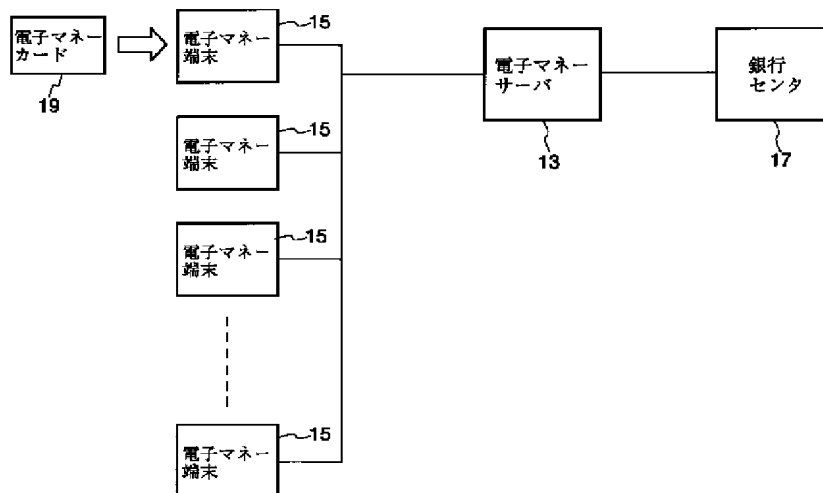 電子マネー
カード
19
電子マネー
端末
15
電子マネー
端末
15
電子マネー
端末
15
電子マネー
端末
15
電子マネー
サーバ
13
銀行
センタ
17